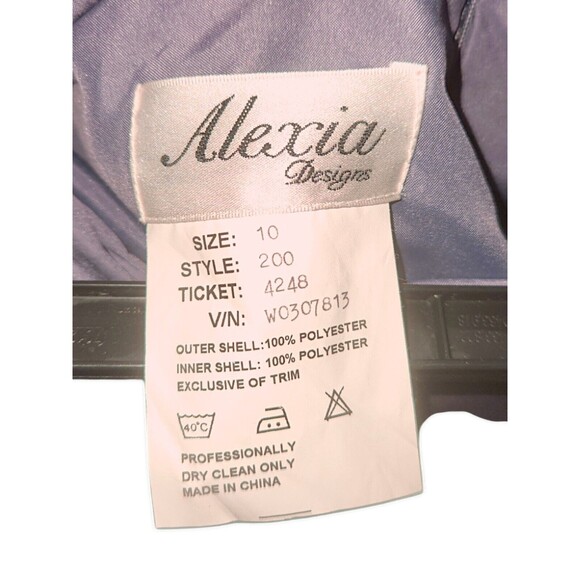 Alexia
Designs
SIZE: 10
STYLE: 200
TICKET: 4248
V/N: W0307813
OUTER SHELL:100% POLYESTER
INNER SHELL: 100% POLYESTER
EXCLUSIVE OF TRIM
40°C
PROFESSIONALLY
DRY CLEAN ONLY
MADE IN CHINA